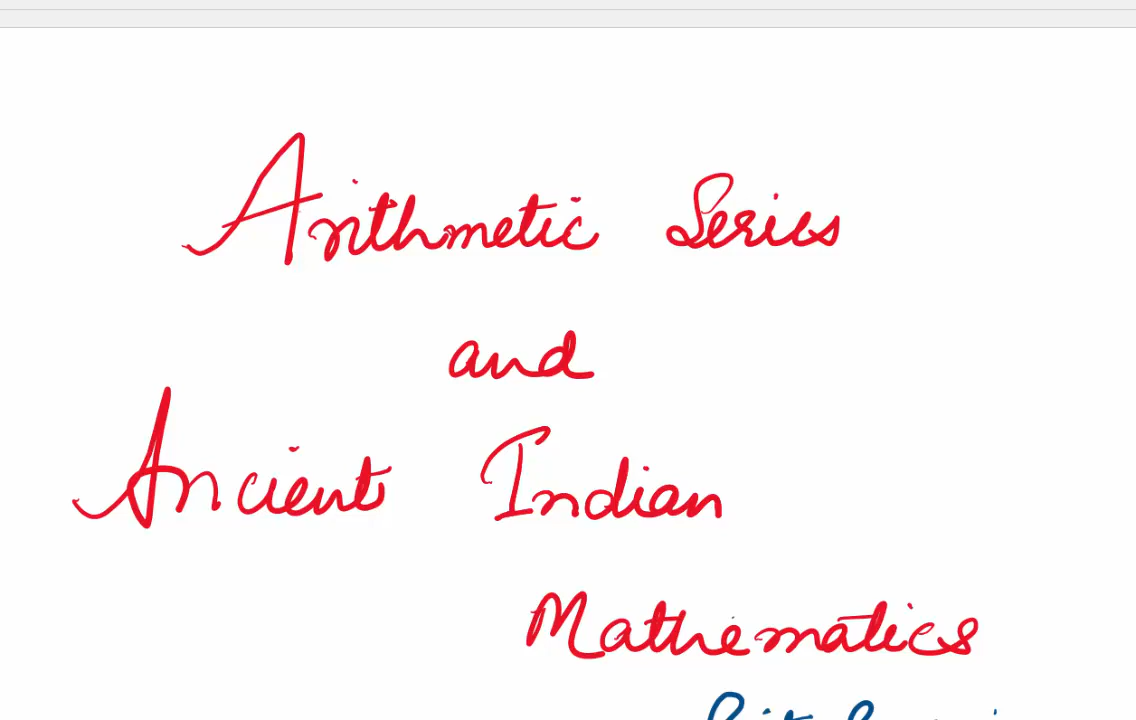 Arithmetic Series
and
Ancient Indian
Mathematics